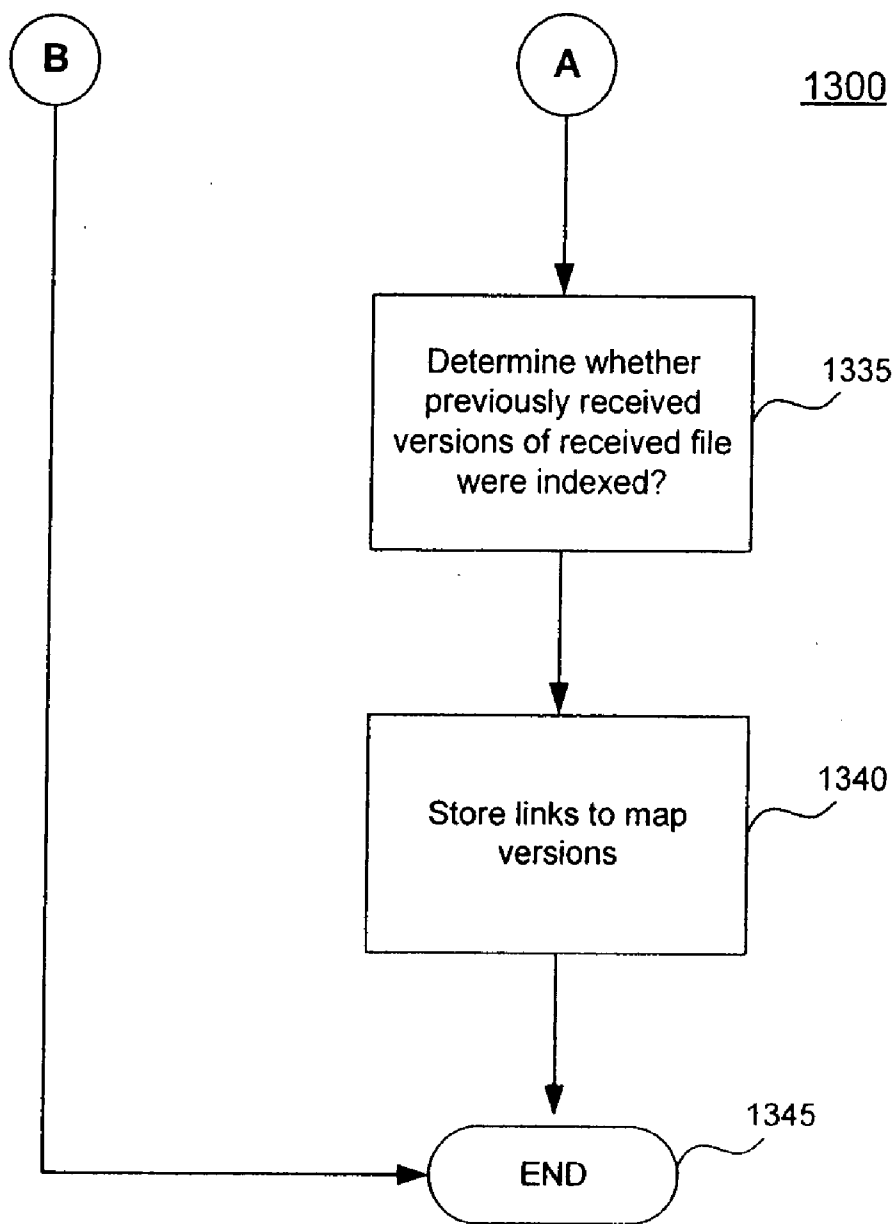 B
A
1300
Determine whether
previously received
versions of received file
were indexed?
1335
Store links to map
versions
1340
END
1345